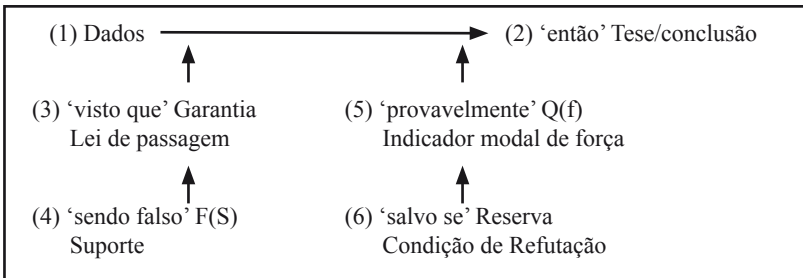 (1) Dados (2) ‘então’ Tese/conclusão
(3) ‘visto que’ Garantia (5) ‘provavelmente’ Q(f)
Lei de passagem Indicador modal de força
(4) ‘sendo falso’ F(S) (6) ‘salvo se’ Reserva
Suporte Condição de Refutação